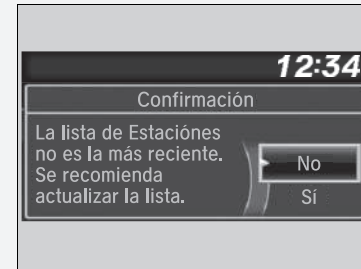 12:34
Confirmación
La lista de Estaciónes
no es la más reciente.
Se recomienda
actualizar la lista.
No
Sí